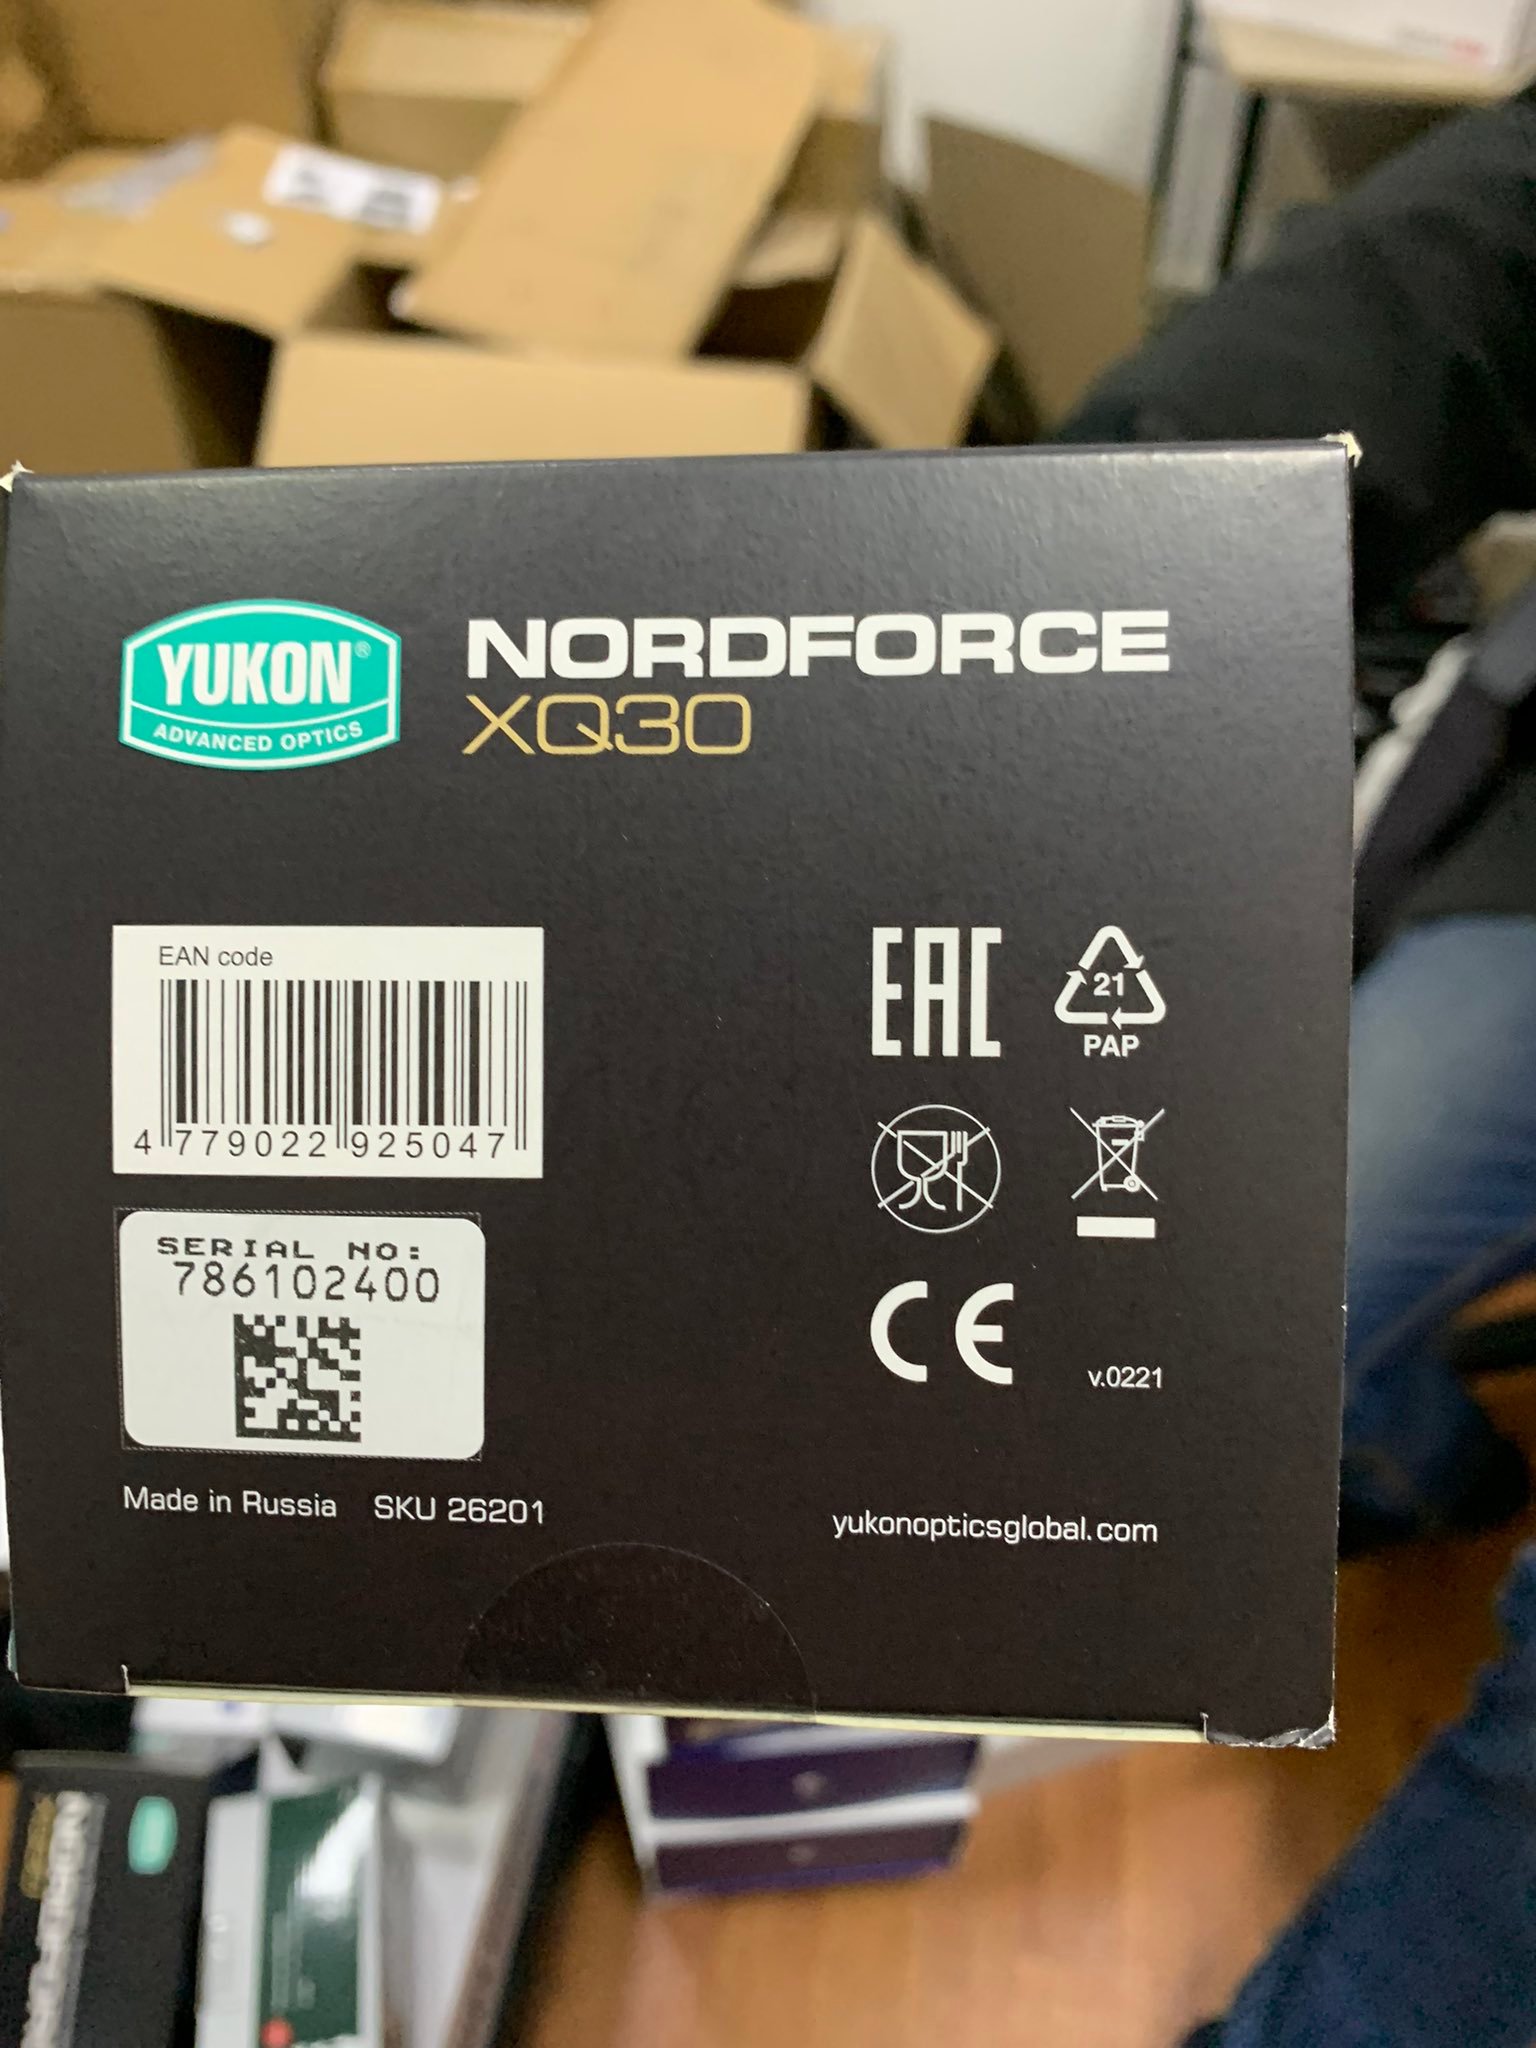 YUKON®
ADVANCED OPTICS
NORDFORCE
XQ30
EAN code
4 779022 925047
EAC
21
PAP
SERIAL NO:
786102400
CE
v.0221
Made in Russia SKU 26201
yukonopticsglobal.com